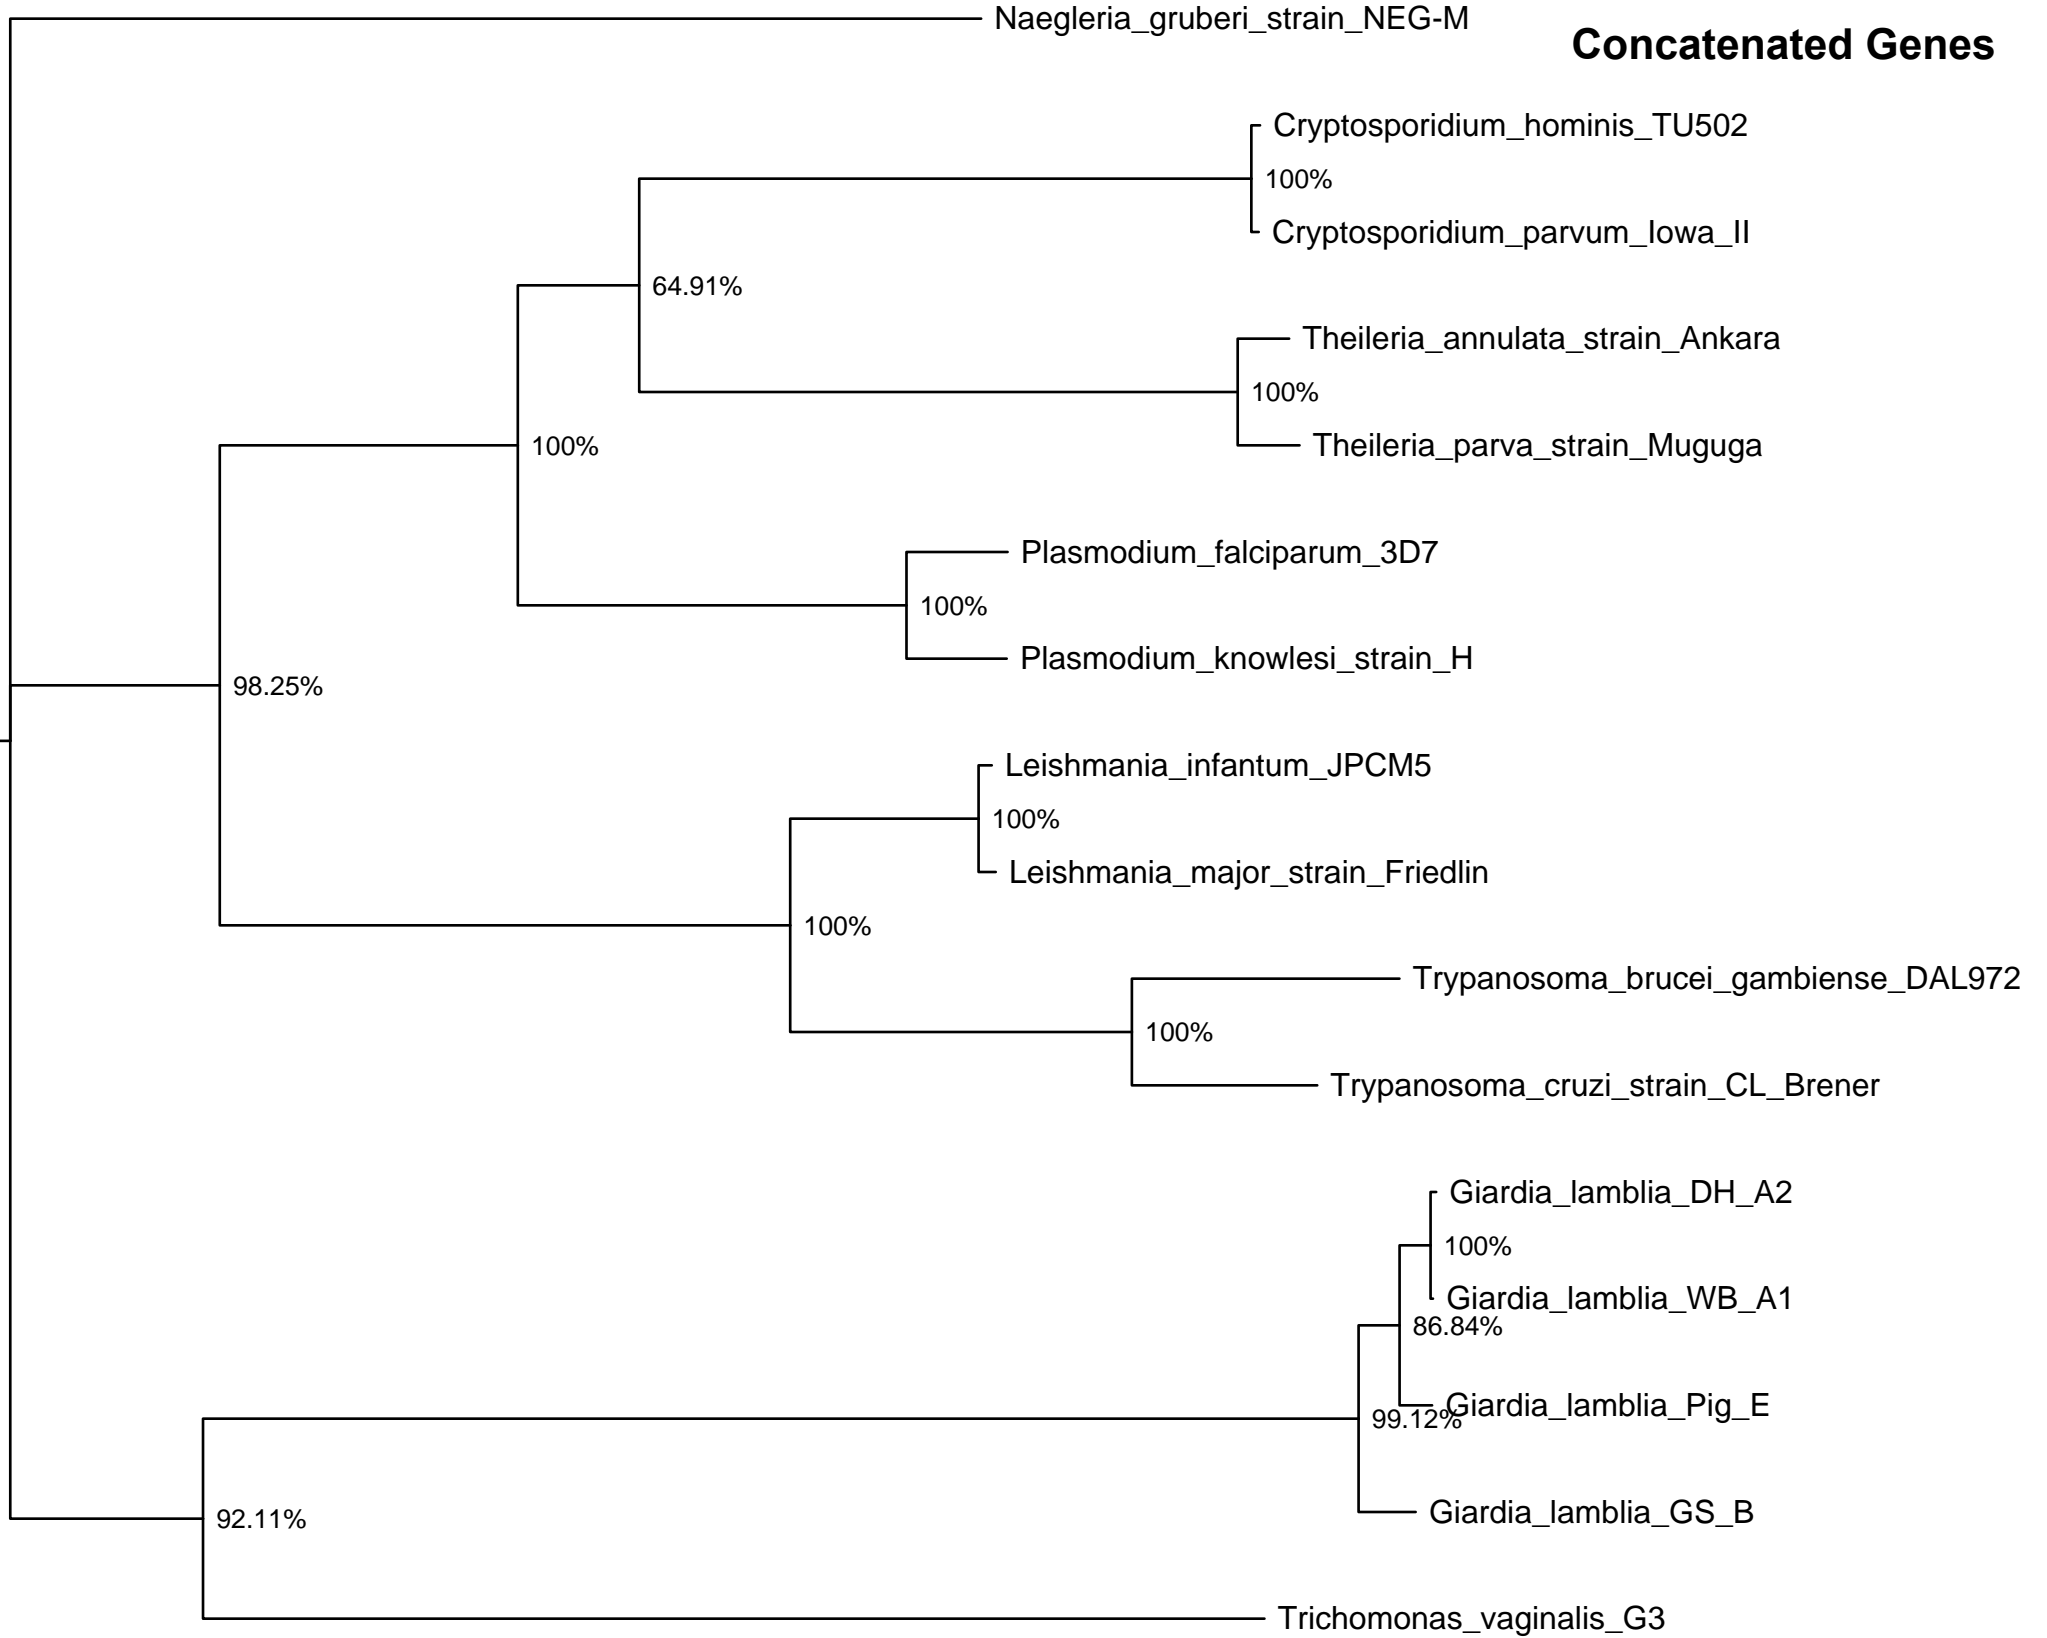 Naegleria_gruberi_strain_NEG-M
Concatenated Genes
Cryptosporidium_hominis_TU502
100%
Cryptosporidium_parvum_Iowa_II
64.91%
Theileria_annulata_strain_Ankara
100%
Theileria_parva_strain_Muguga
100%
Plasmodium_falciparum_3D7
100%
Plasmodium_knowlesi_strain_H
98.25%
Leishmania_infantum_JPCM5
100%
Leishmania_major_strain_Friedlin
100%
Trypanosoma_brucei_gambiense_DAL972
100%
Trypanosoma_cruzi_strain_CL_Brener
Giardia_lamblia_DH_A2
100%
Giardia_lamblia_WB_A1
86.84%
Giardia_lamblia_Pig_E
99.12%
Giardia_lamblia_GS_B
92.11%
Trichomonas_vaginalis_G3